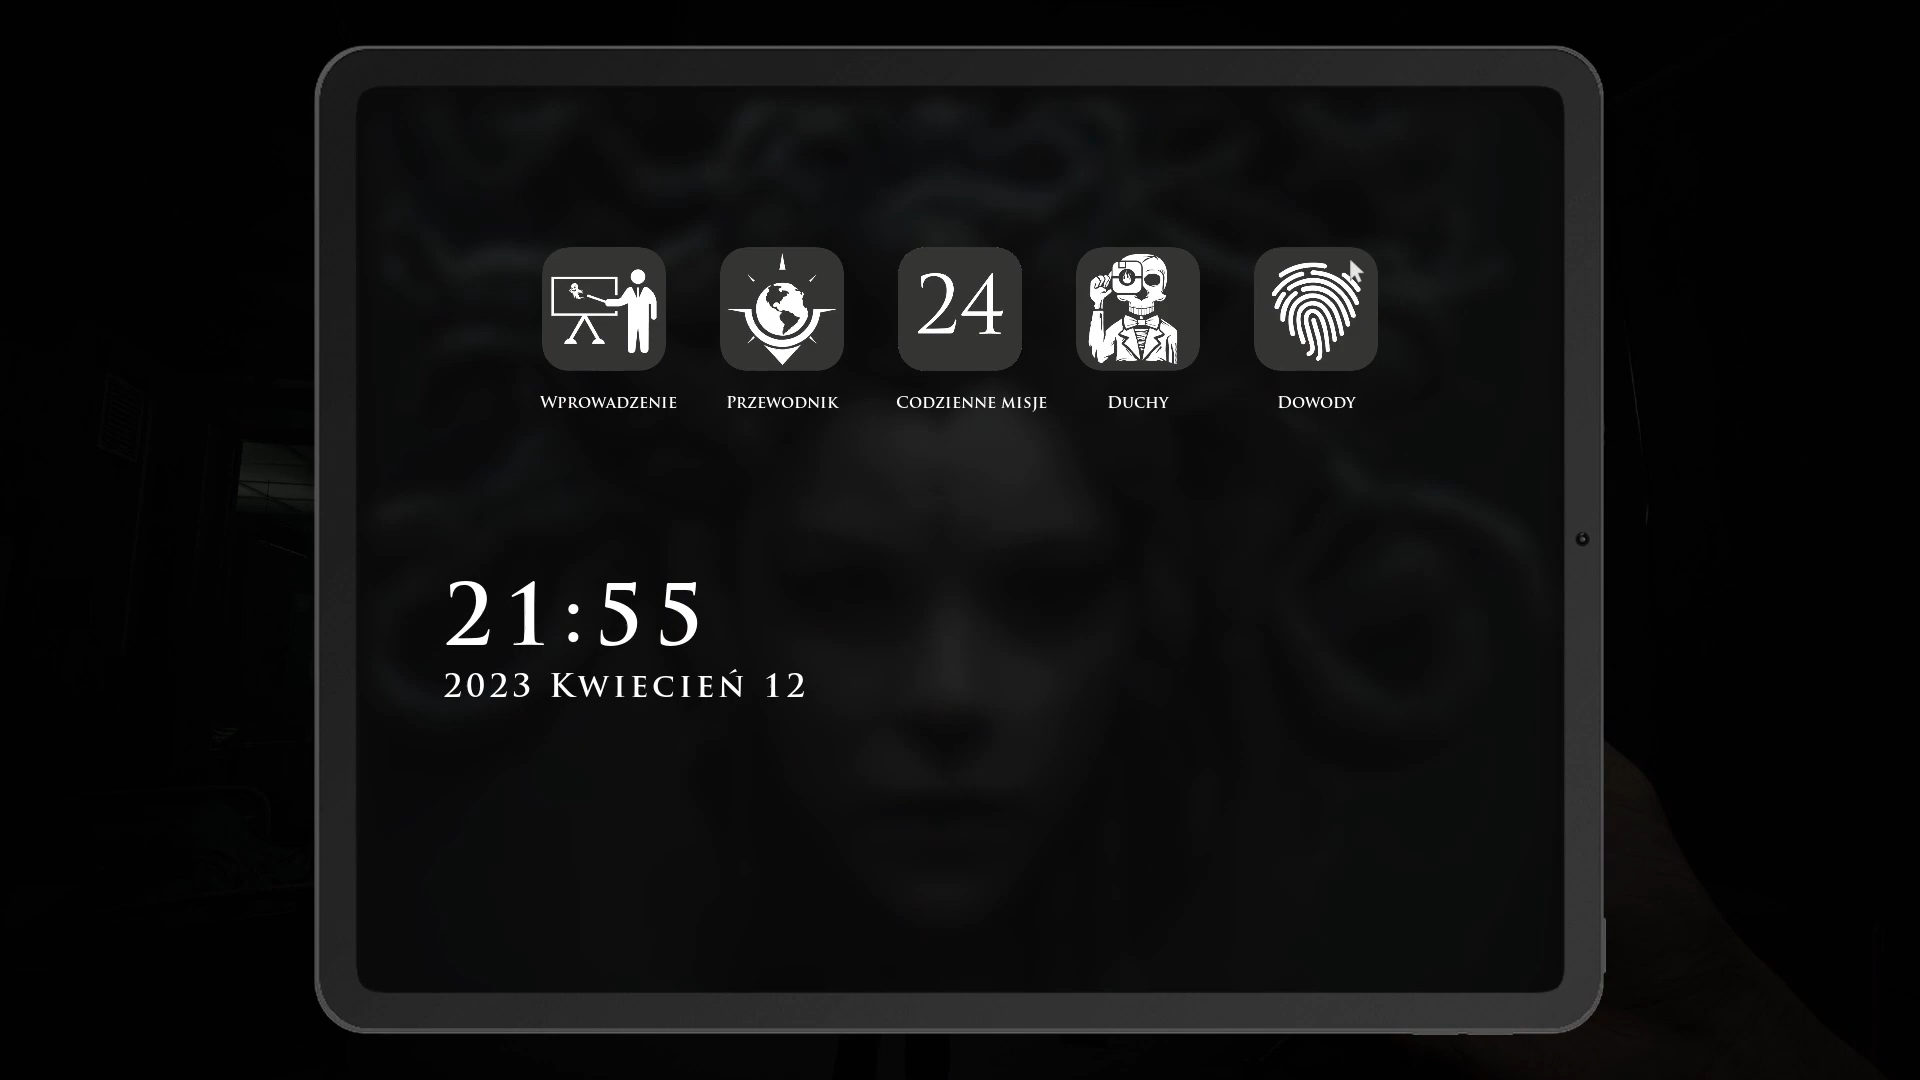 24
Wprowadzenie
Przewodnik
Codzienne misje
Duchy
Dowody
21:55
2023 Kwiecień 12